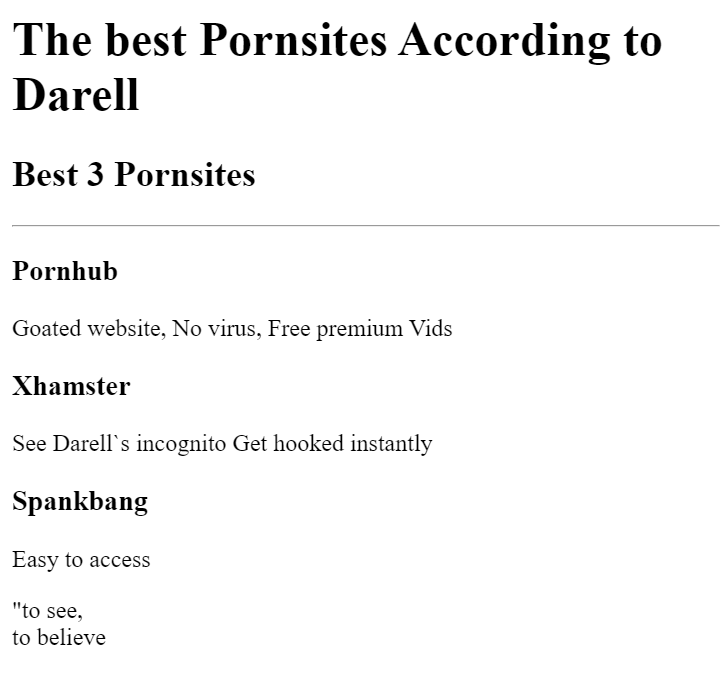 The best Pornsites According to
Darell
Best 3 Pornsites
Pornhub
Goated website, No virus, Free premium Vids
Xhamster
See Darell`s incognito Get hooked instantly
Spankbang
Easy to access
"to see,
to believe